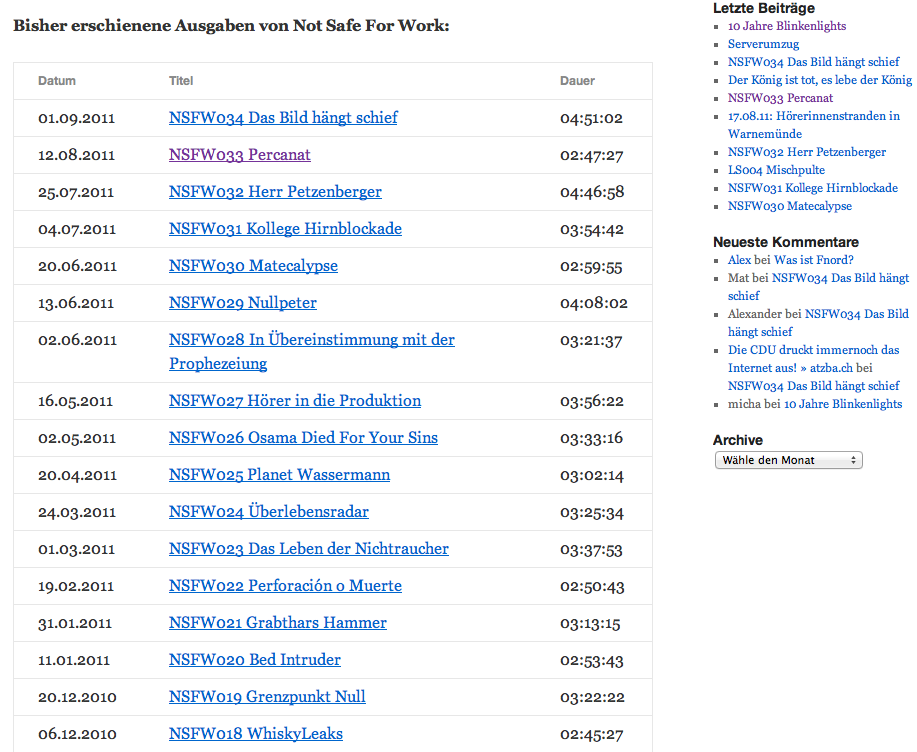 Bisher erschienene Ausgaben von Not Safe For Work:
Datum Titel Dauer
01.09.2011 NSFW034 Das Bild hängt schief 04:51:02
12.08.2011 NSFW033 Percanat 02:47:27
25.07.2011 NSFW032 Herr Petzenberger 04:46:58
04.07.2011 NSFW031 Kollege Hirnblockade 03:54:42
20.06.2011 NSFW030 Matecalypse 02:59:55
13.06.2011 NSFW029 Nullpeter 04:08:02
02.06.2011 NSFW028 In Übereinstimmung mit der 03:21:37
Prophezeiung
16.05.2011 NSFW027 Hörer in die Produktion 03:56:22
02.05.2011 NSFW026 Osama Died For Your Sins 03:33:16
20.04.2011 NSFW025 Planet Wassermann 03:02:14
24.03.2011 NSFW024 Überlebensradar 03:25:34
01.03.2011 NSFW023 Das Leben der Nichtraucher 03:37:53
19.02.2011 NSFW022 Perforación o Muerte 02:50:43
31.01.2011 NSFW021 Grabthars Hammer 03:13:15
11.01.2011 NSFW020 Bed Intruder 02:53:43
20.12.2010 NSFW019 Grenzpunkt Null 03:22:22
06.12.2010 NSFW018 WhiskyLeaks 02:45:27
Letzte Beiträge
10 Jahre Blinkenlights
Serverumzug
NSFW034 Das Bild hängt schief
Der König ist tot, es lebe der König
NSFW033 Percanat
17.08.11: Hörerinnenstranden in
Warnemünde
NSFW032 Herr Petzenberger
LS004 Mischpulte
NSFW031 Kollege Hirnblockade
NSFW030 Matecalypse
Neueste Kommentare
Alex bei Was ist Fnord?
Mat bei NSFW034 Das Bild hängt
schief
Alexander bei NSFW034 Das Bild
hängt schief
Die CDU druckt immernoch das
Internet aus! » atzba.ch bei
NSFW034 Das Bild hängt schief
micha bei 10 Jahre Blinkenlights
Archive
Wähle den Monat